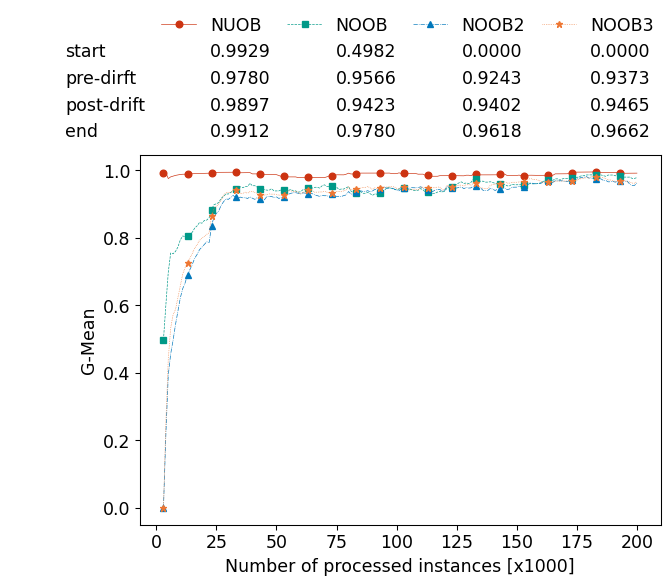 NUOB NOOB NOOB2 NOOB3
start 0.9929 0.4982 0.0000 0.0000
pre-dirft 0.9780 0.9566 0.9243 0.9373
post-drift 0.9897 0.9423 0.9402 0.9465
end 0.9912 0.9780 0.9618 0.9662
1.0
0.8
0.6
0.4
0.2
0.0
G-Mean
0 25 50 75 100 125 150 175 200
Number of processed instances [x1000]